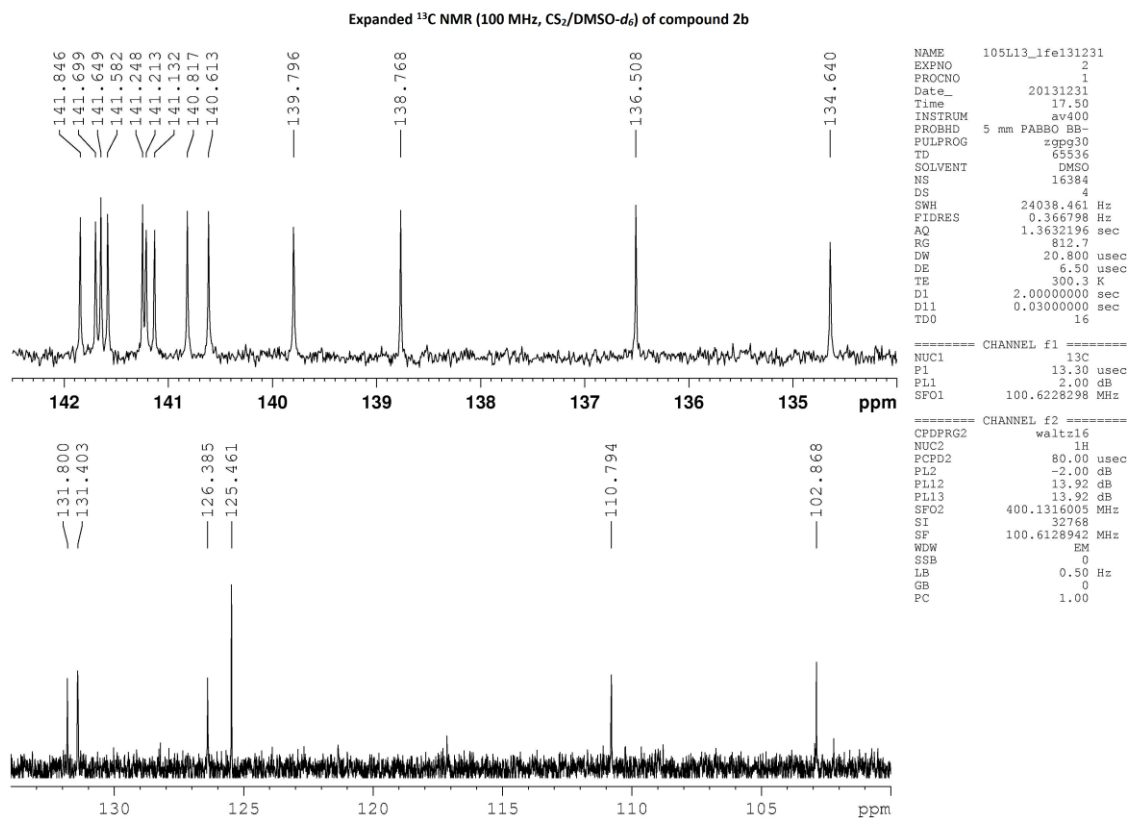 Expanded ¹³C NMR (100 MHz, CS₂/DMSO-d₆) of compound 2b
141.846
141.699
141.649
141.582
141.248
141.213
141.132
140.817
140.613
139.796
138.768
136.508
134.640
142 141 140 139 138 137 136 135 ppm
131.800
131.403
126.385
125.461
110.794
102.868
130 125 120 115 110 105 ppm
NAME 105L13_lfe131231
EXPNO 2
PROCNO 1
Date_ 20131231
Time 17.50
INSTRUM av400
PROBHD 5 mm PABBO BB-
PULPROG zgpg30
TD 65536
SOLVENT DMSO
NS 16384
DS 4
SWH 24038.461 Hz
FIDRES 0.366798 Hz
AQ 1.3632196 sec
RG 812.7
DW 20.800 usec
DE 6.50 usec
TE 300.3 K
D1 2.00000000 sec
D11 0.03000000 sec
TD0 16
======== CHANNEL f1 ========
NUC1 13C
P1 13.30 usec
PL1 2.00 dB
SFO1 100.6228298 MHz
======== CHANNEL f2 ========
CPDPRG2 waltz16
NUC2 1H
PCPD2 80.00 usec
PL2 -2.00 dB
PL12 13.92 dB
PL13 13.92 dB
SFO2 400.1316005 MHz
SI 32768
SF 100.6128942 MHz
WDW EM
SSB 0
LB 0.50 Hz
GB 0
PC 1.00